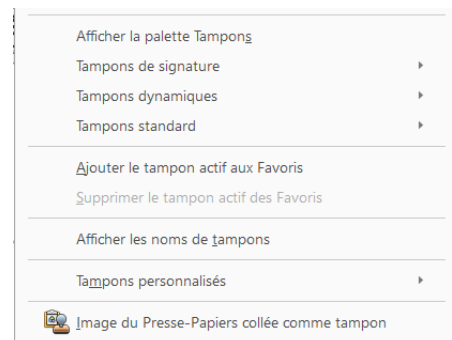 Afficher la palette Tampons
Tampons de signature
Tampons dynamiques
Tampons standard
Ajouter le tampon actif aux Favoris
Supprimer le tampon actif des Favoris
Afficher les noms de tampons
Tampons personnalisés
Image du Presse-Papiers collée comme tampon